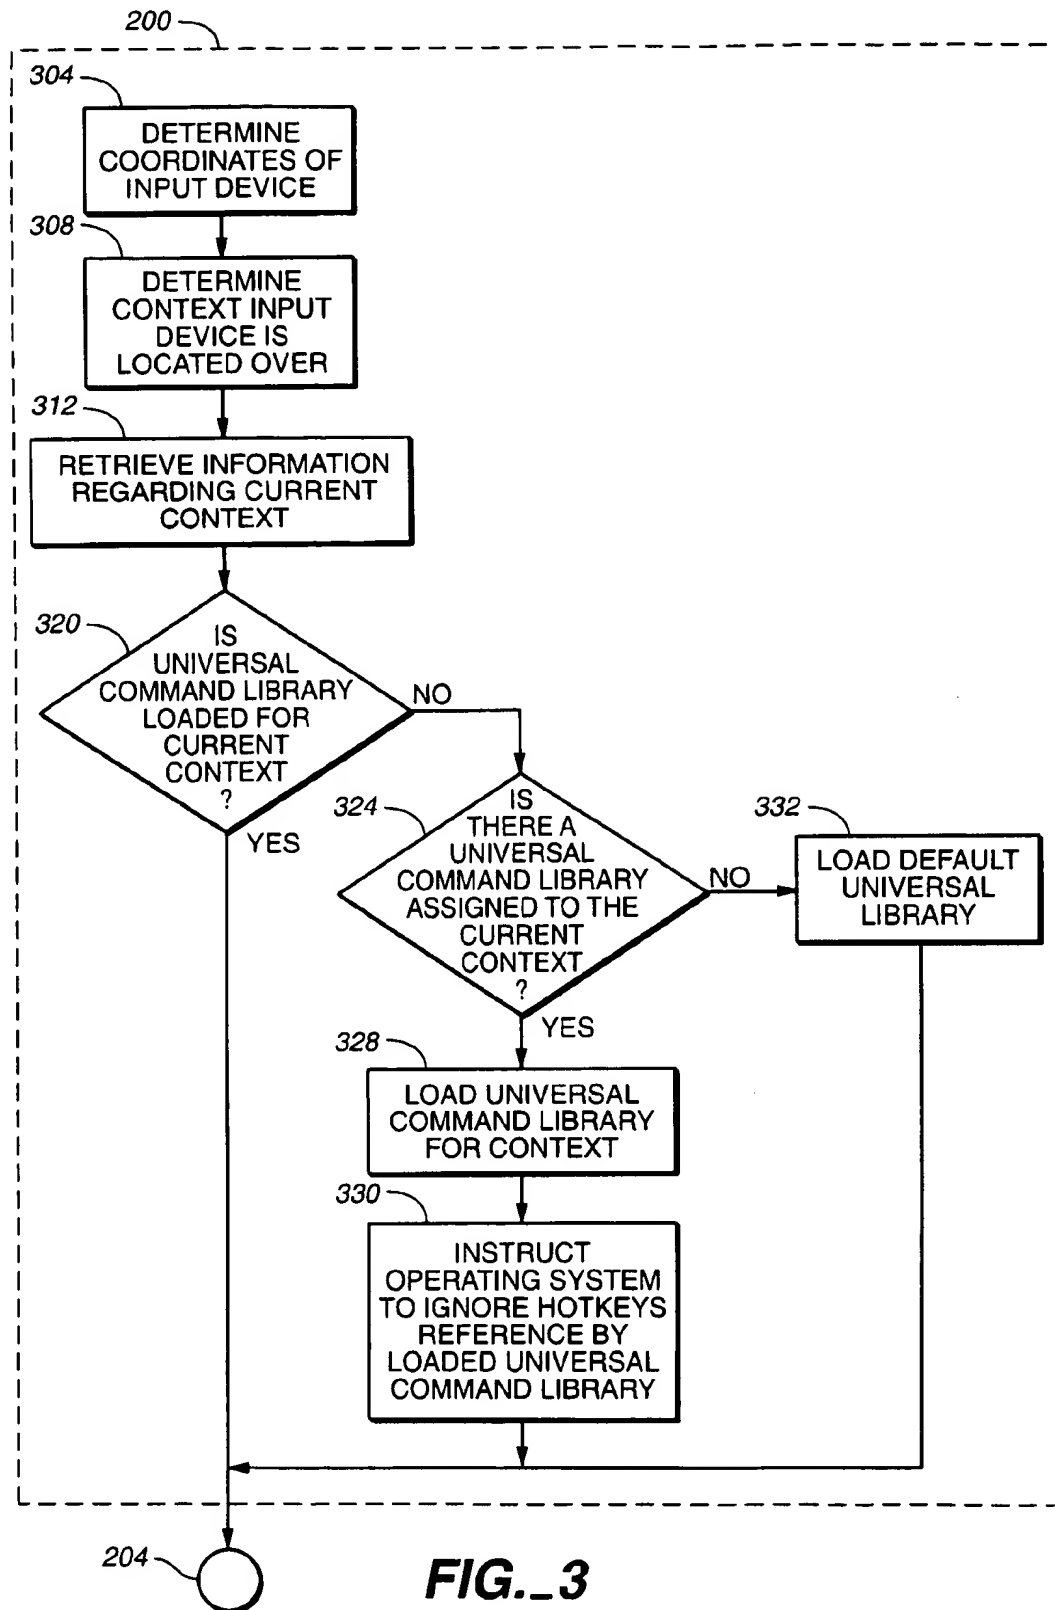 200
304
DETERMINE
COORDINATES OF
INPUT DEVICE
308
DETERMINE
CONTEXT INPUT
DEVICE IS
LOCATED OVER
312
RETRIEVE INFORMATION
REGARDING CURRENT
CONTEXT
320
IS
UNIVERSAL
COMMAND LIBRARY
LOADED FOR
CURRENT
CONTEXT
?
NO
YES
324
IS
THERE A
UNIVERSAL
COMMAND LIBRARY
ASSIGNED TO THE
CURRENT
CONTEXT
?
NO
YES
332
LOAD DEFAULT
UNIVERSAL
LIBRARY
328
LOAD UNIVERSAL
COMMAND LIBRARY
FOR CONTEXT
330
INSTRUCT
OPERATING SYSTEM
TO IGNORE HOTKEYS
REFERENCE BY
LOADED UNIVERSAL
COMMAND LIBRARY
204
FIG._3